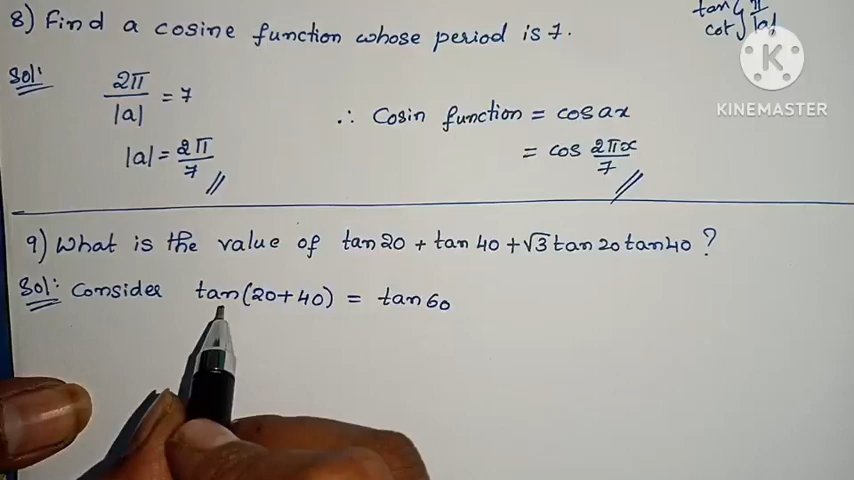 8) Find a cosine function whose period is 7.
tan
cot } π/|a|
Sol:
2π/|a| = 7
|a| = 2π/7
∴ Cosin function = cos ax
= cos 2πx/7
KINEMASTER
9) What is the value of tan20 + tan 40 + √3 tan 20 tan 40 ?
Sol: Consider tan(20+40) = tan 60